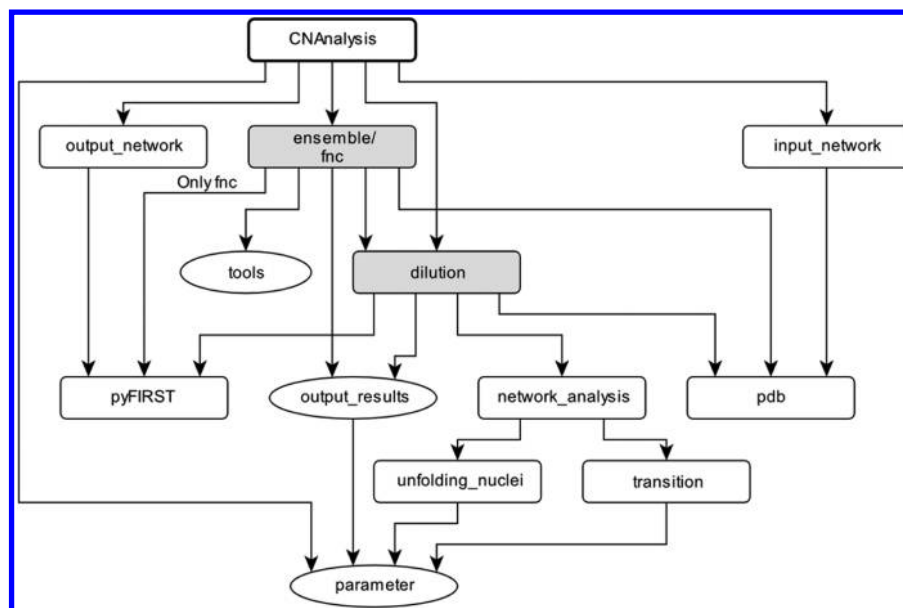 CNAnalysis
output_network
ensemble/
fnc
input_network
Only fnc
tools
dilution
pyFIRST
output_results
network_analysis
pdb
unfolding_nuclei
transition
parameter